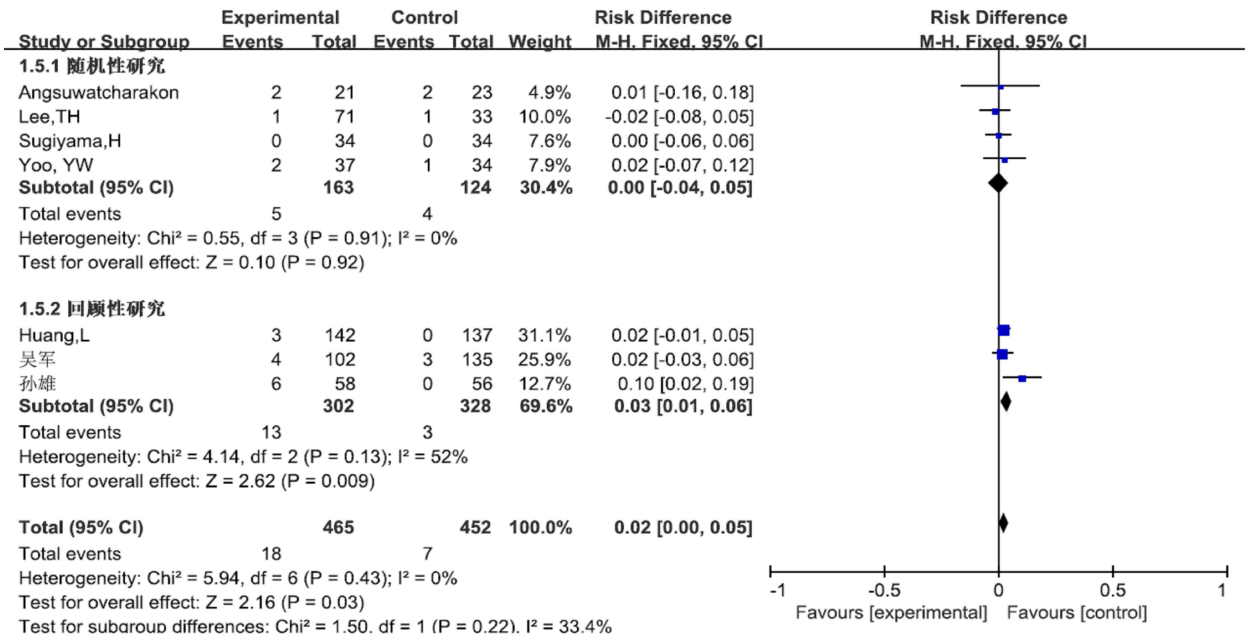 Experimental Control Risk Difference Risk Difference
Study or Subgroup Events Total Events Total Weight M-H, Fixed, 95% CI M-H, Fixed, 95% CI
1.5.1 随机性研究
Angsuwatcharakon 2 21 2 23 4.9% 0.01 [-0.16, 0.18]
Lee,TH 1 71 1 33 10.0% -0.02 [-0.08, 0.05]
Sugiyama,H 0 34 0 34 7.6% 0.00 [-0.06, 0.06]
Yoo, YW 2 37 1 34 7.9% 0.02 [-0.07, 0.12]
Subtotal (95% CI) 163 124 30.4% 0.00 [-0.04, 0.05]
Total events 5 4
Heterogeneity: Chi² = 0.55, df = 3 (P = 0.91); I² = 0%
Test for overall effect: Z = 0.10 (P = 0.92)
1.5.2 回顾性研究
Huang,L 3 142 0 137 31.1% 0.02 [-0.01, 0.05]
吴军 4 102 3 135 25.9% 0.02 [-0.03, 0.06]
孙雄 6 58 0 56 12.7% 0.10 [0.02, 0.19]
Subtotal (95% CI) 302 328 69.6% 0.03 [0.01, 0.06]
Total events 13 3
Heterogeneity: Chi² = 4.14, df = 2 (P = 0.13); I² = 52%
Test for overall effect: Z = 2.62 (P = 0.009)
Total (95% CI) 465 452 100.0% 0.02 [0.00, 0.05]
Total events 18 7
Heterogeneity: Chi² = 5.94, df = 6 (P = 0.43); I² = 0%
Test for overall effect: Z = 2.16 (P = 0.03)
Test for subgroup differences: Chi² = 1.50, df = 1 (P = 0.22), I² = 33.4%
-1 -0.5 0 0.5 1
Favours [experimental] Favours [control]